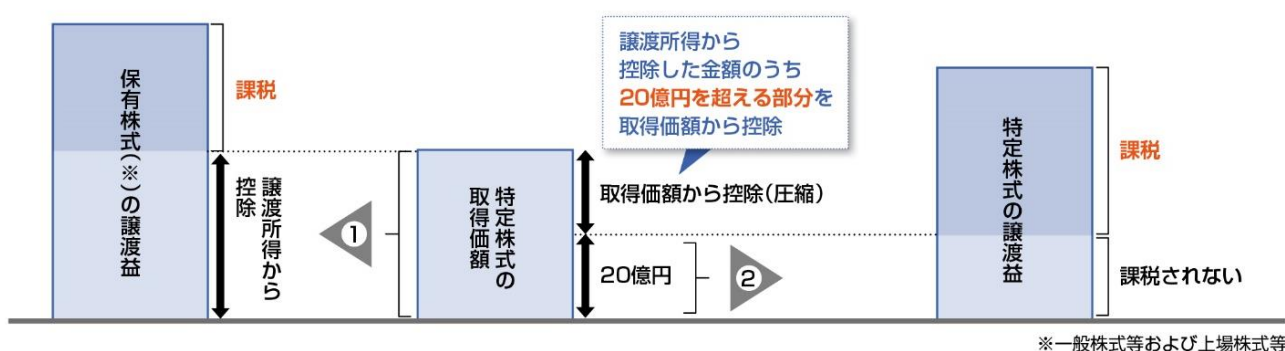 保有株式(※)の譲渡益
課税
譲渡所得から
控除
❶
特定株式の
取得価額
譲渡所得から
控除した金額のうち
20億円を超える部分を
取得価額から控除
取得価額から控除(圧縮)
20億円
❷
特定株式の譲渡益
課税
課税されない
※一般株式等および上場株式等